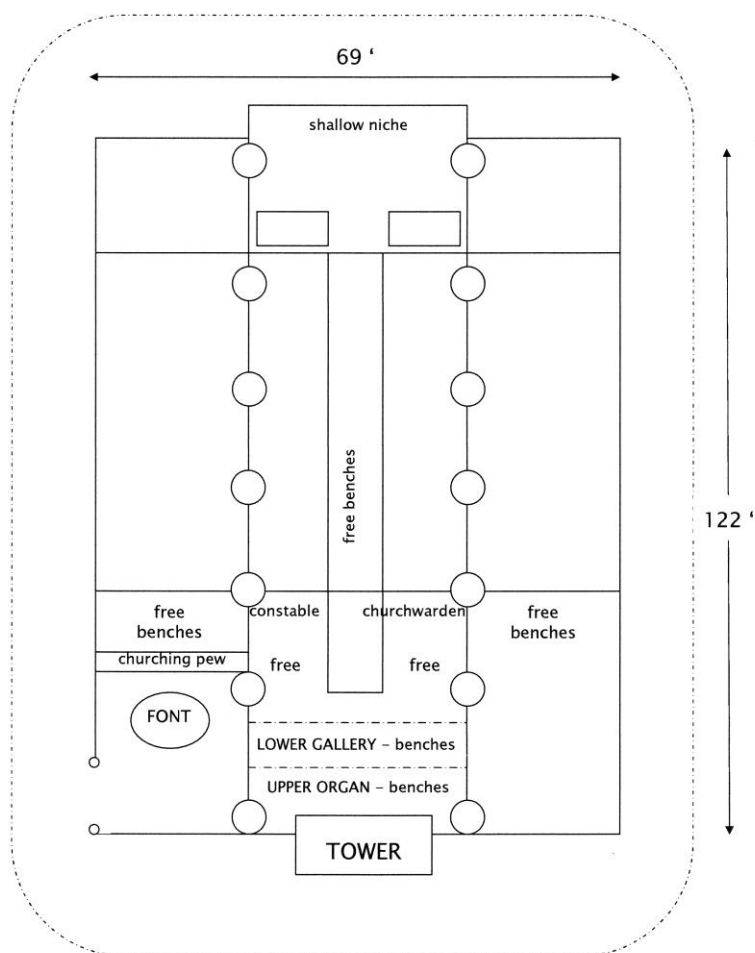 69 ‘
shallow niche
122 ‘
free benches
free
benches
constable
churchwarden
free
benches
churching pew
free
free
FONT
LOWER GALLERY – benches
UPPER ORGAN – benches
TOWER